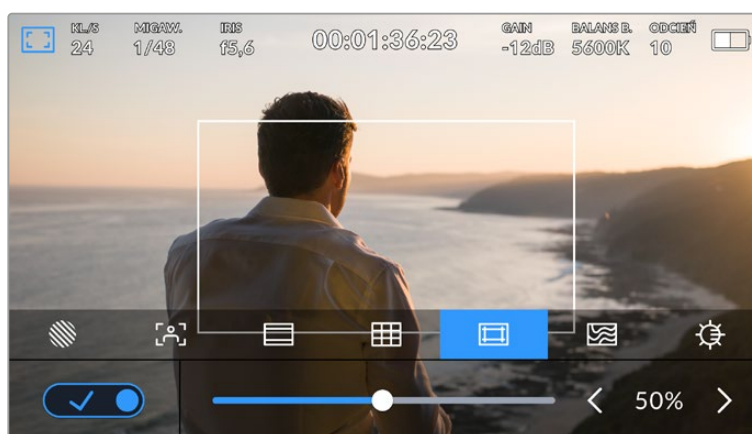 KL./S MIGAW. IRIS GAIN BALANS B. ODCIEŃ
24 1/48 f5,6 00:01:36:23 -12dB 5600K 10
50%